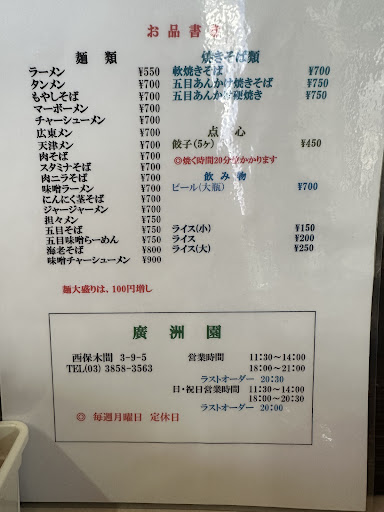 お品書き
麺類
ラーメン ¥550
タンメン ¥700
もやしそば ¥700
マーボーメン ¥700
チャーシューメン ¥700
広東メン ¥700
天津メン ¥700
肉そば ¥700
スタミナそば ¥700
肉ニラそば ¥700
味噌ラーメン ¥700
にんにく茎そば ¥700
ジャージャーメン ¥700
担々メン ¥750
五目そば ¥750
五目味噌らーめん ¥750
海老そば ¥800
味噌チャーシューメン ¥900
麺大盛りは、100円増し
焼きそば類
軟焼きそば ¥700
五目あんかけ焼きそば ¥750
五目あんかけ硬焼き ¥750
点心
餃子(5ヶ) ¥450
◎焼く時間20分かかります
飲み物
ビール(大瓶) ¥700
ライス(小) ¥150
ライス ¥200
ライス(大) ¥250
廣洲園
西保木間 3-9-5
TEL(03) 3858-3563
営業時間 11:30~14:00
18:00~21:00
ラストオーダー 20:30
日・祝日営業時間 11:30~14:00
18:00~20:30
ラストオーダー 20:00
◎ 毎週月曜日 定休日